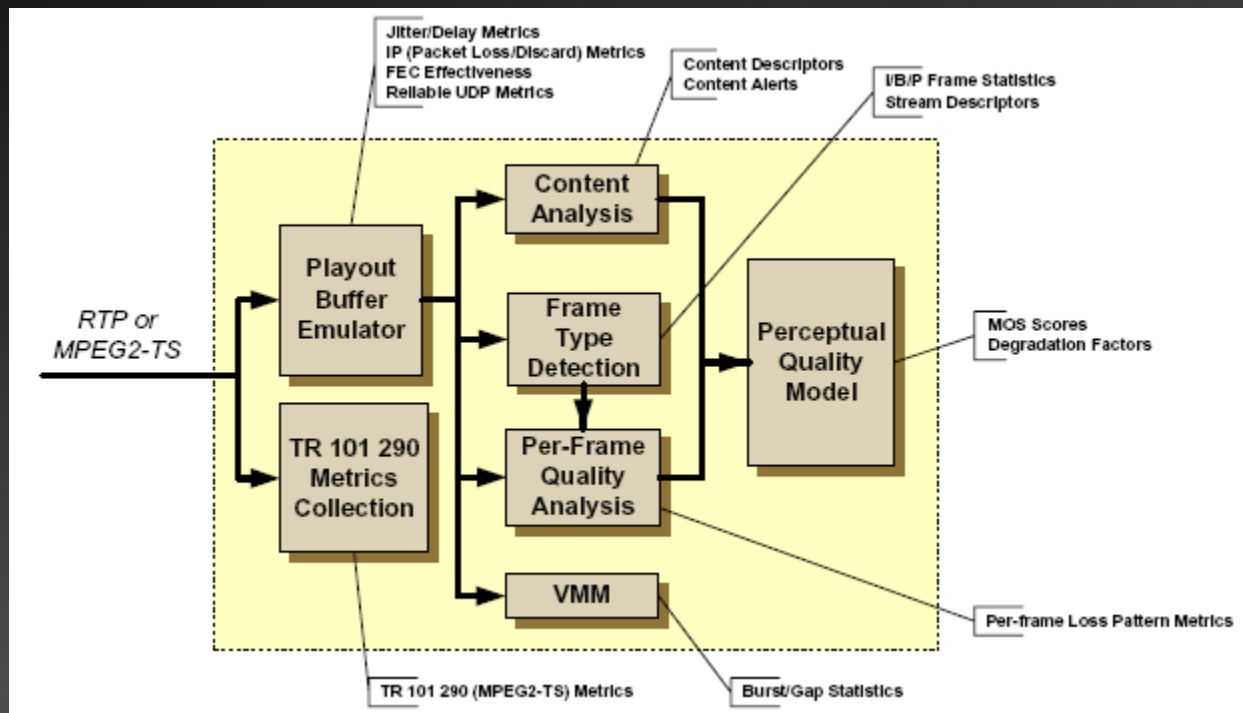 Jitter/Delay Metrics
IP (Packet Loss/Discard) Metrics
FEC Effectiveness
Reliable UDP Metrics
Content Descriptors
Content Alerts
I/B/P Frame Statistics
Stream Descriptors
RTP or
MPEG2-TS
Playout
Buffer
Emulator
TR 101 290
Metrics
Collection
Content
Analysis
Frame
Type
Detection
Per-Frame
Quality
Analysis
VMM
Perceptual
Quality
Model
MOS Scores
Degradation Factors
Per-frame Loss Pattern Metrics
TR 101 290 (MPEG2-TS) Metrics
Burst/Gap Statistics